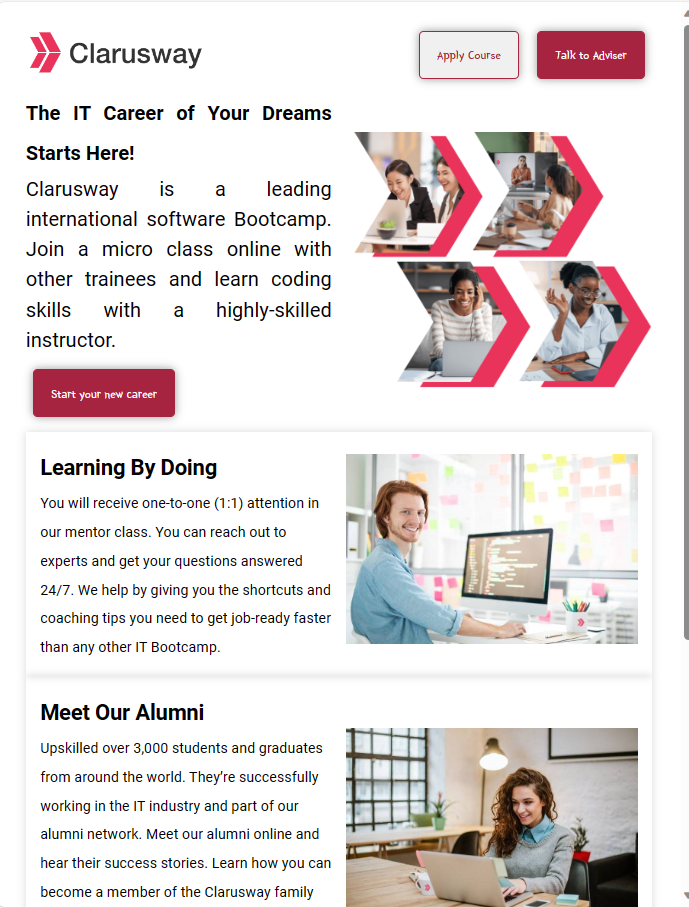 Clarusway
Apply Course
Talk to Adviser
The IT Career of Your Dreams
Starts Here!
Clarusway is a leading
international software Bootcamp.
Join a micro class online with
other trainees and learn coding
skills with a highly-skilled
instructor.
Start your new career
Learning By Doing
You will receive one-to-one (1:1) attention in
our mentor class. You can reach out to
experts and get your questions answered
24/7. We help by giving you the shortcuts and
coaching tips you need to get job-ready faster
than any other IT Bootcamp.
Meet Our Alumni
Upskilled over 3,000 students and graduates
from around the world. They’re successfully
working in the IT industry and part of our
alumni network. Meet our alumni online and
hear their success stories. Learn how you can
become a member of the Clarusway family